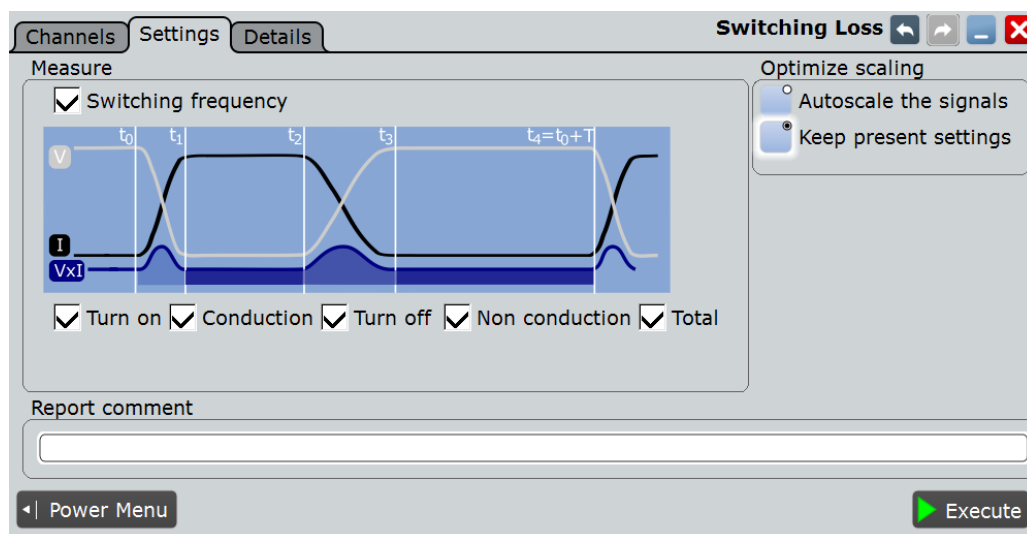 Channels Settings Details Switching Loss
Measure
Switching frequency
t0 t1 t2 t3 t4=t0+T
V
I
VxI
Turn on Conduction Turn off Non conduction Total
Optimize scaling
Autoscale the signals
Keep present settings
Report comment
Power Menu
Execute